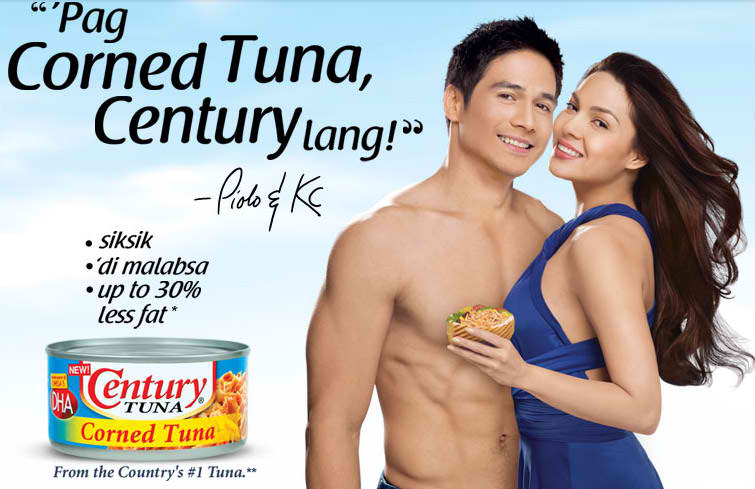 “’Pag
Corned Tuna,
Century lang!”
–Piolo & KC
• siksik
• ’di malabsa
• up to 30%
less fat*
NEW!
Century
TUNA®
DHA
Corned Tuna
From the Country's #1 Tuna.**